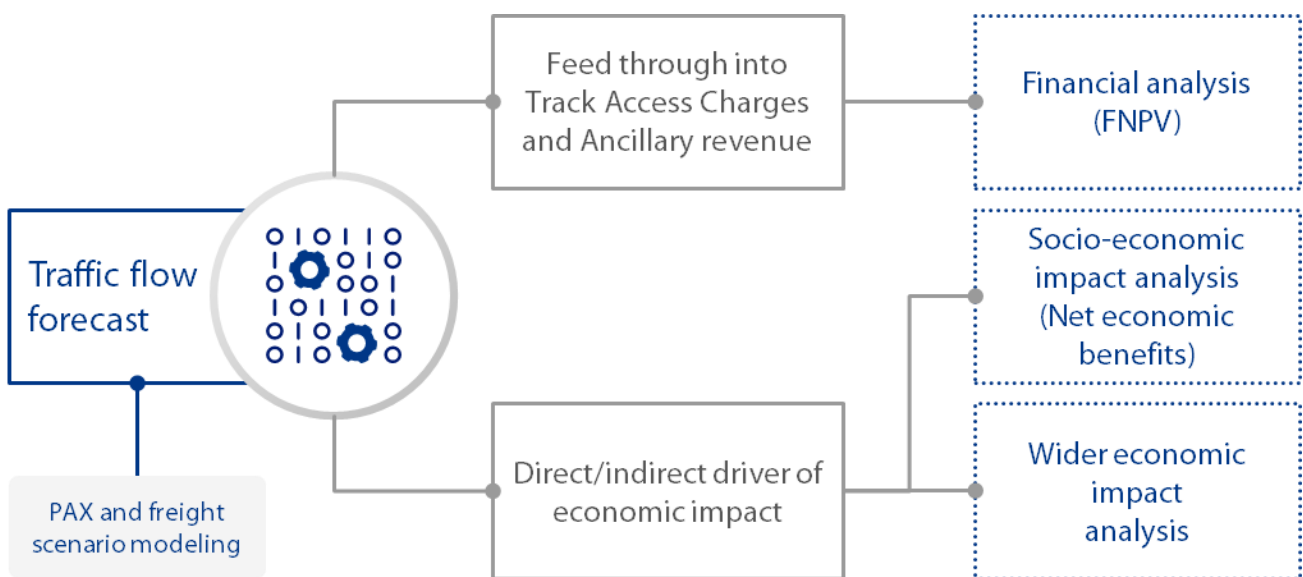 Traffic flow
forecast
PAX and freight
scenario modeling
Feed through into
Track Access Charges
and Ancillary revenue
Direct/indirect driver of
economic impact
Financial analysis
(FNPV)
Socio-economic
impact analysis
(Net economic
benefits)
Wider economic
impact
analysis